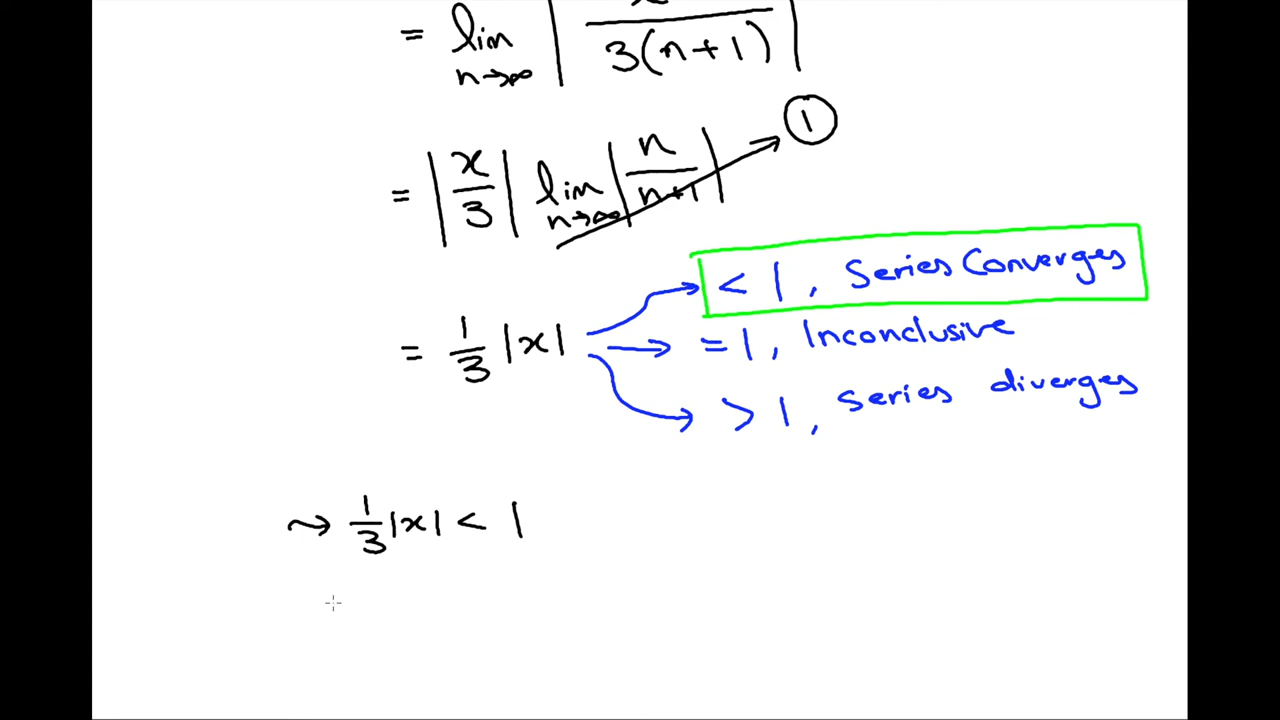 = lim n→∞ | / 3(n+1) |
= |x/3| lim n→∞ |n/n+1| → 1
< 1, Series Converges
= 1/3 |x| → = 1, Inconclusive
> 1, Series diverges
⤳ 1/3 |x| < 1